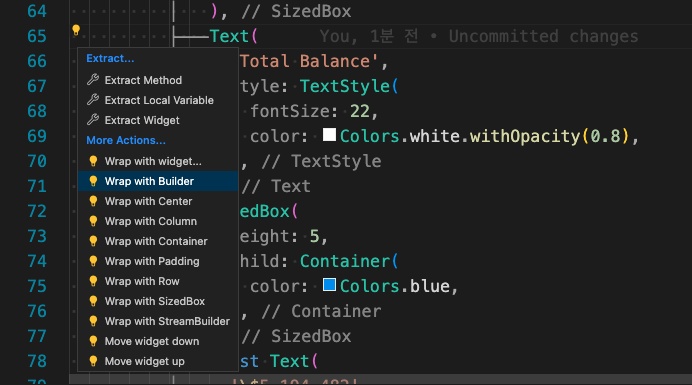 64 ), // SizedBox
65 Text( You, 1분 전 • Uncommitted changes
66 Total Balance',
67 tyle: TextStyle(
68 fontSize: 22,
69 color: Colors.white.withOpacity(0.8),
70 , // TextStyle
71 // Text
72 edBox(
73 eight: 5,
74 hild: Container(
75 color: Colors.blue,
76 , // Container
77 // SizedBox
78 st Text(
79
Extract...
Extract Method
Extract Local Variable
Extract Widget
More Actions...
Wrap with widget...
Wrap with Builder
Wrap with Center
Wrap with Column
Wrap with Container
Wrap with Padding
Wrap with Row
Wrap with SizedBox
Wrap with StreamBuilder
Move widget down
Move widget up